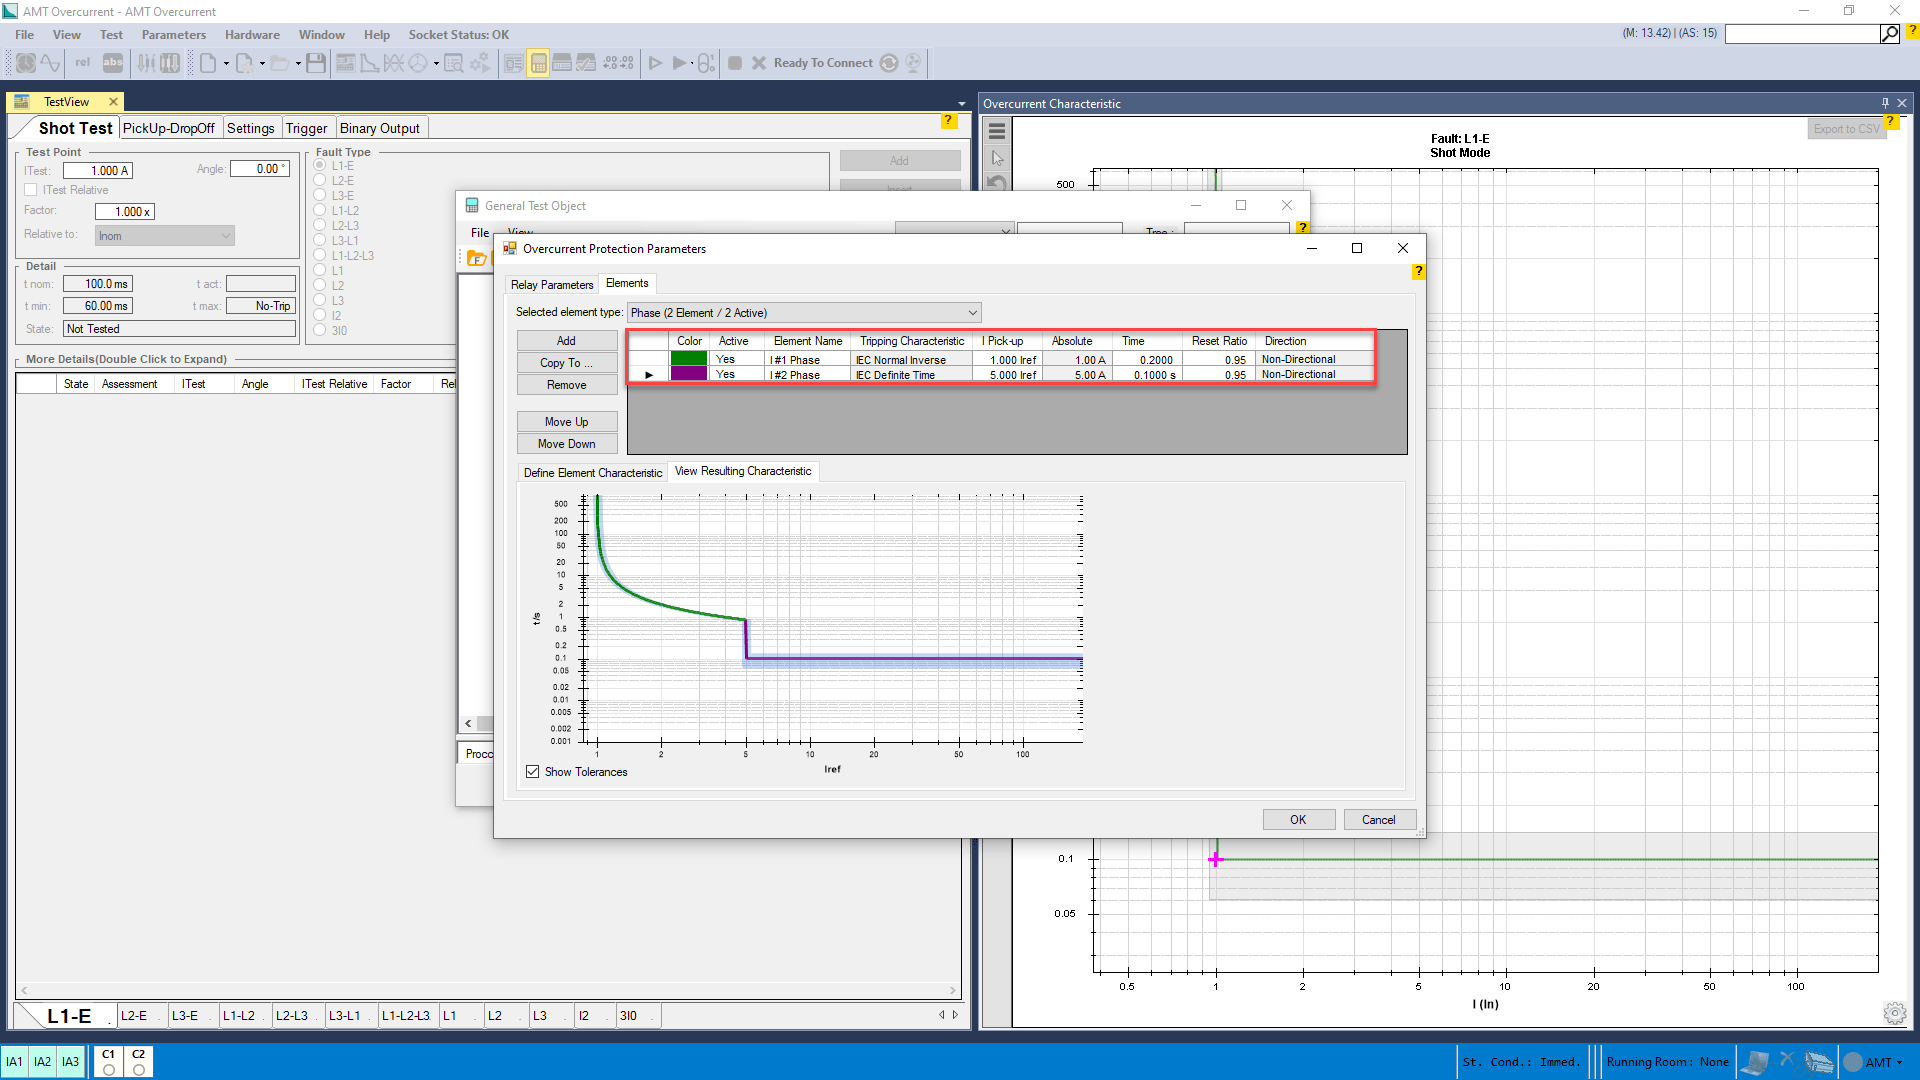 AMT Overcurrent - AMT Overcurrent
File View Test Parameters Hardware Window Help Socket Status: OK
(M: 13.42) | (AS: 15)
?
rel abs
Ready To Connect
TestView
Shot Test PickUp-DropOff Settings Trigger Binary Output
?
Test Point
ITest: 1.000 A Angle: 0.00 °
ITest Relative
Factor: 1.000 x
Relative to: Inom
Detail
t nom: 100.0 ms t act:
t min: 60.00 ms t max: No-Trip
State: Not Tested
Fault Type
L1-E
L2-E
L3-E
L1-L2
L2-L3
L3-L1
L1-L2-L3
L1
L2
L3
I2
3I0
Add
More Details(Double Click to Expand)
State Assessment ITest Angle ITest Relative Factor Rel
L1-E L2-E L3-E L1-L2 L2-L3 L3-L1 L1-L2-L3 L1 L2 L3 I2 3I0
General Test Object
File View
Tree :
?
Overcurrent Protection Parameters
?
Relay Parameters Elements
Selected element type: Phase (2 Element / 2 Active)
Add
Copy To ...
Remove
Move Up
Move Down
Color Active Element Name Tripping Characteristic I Pick-up Absolute Time Reset Ratio Direction
Yes I #1 Phase IEC Normal Inverse 1.000 Iref 1.00 A 0.2000 0.95 Non-Directional
Yes I #2 Phase IEC Definite Time 5.000 Iref 5.00 A 0.1000 s 0.95 Non-Directional
Define Element Characteristic View Resulting Characteristic
t/s
500
200
100
50
20
10
5
2
1
0.5
0.2
0.1
0.05
0.02
0.01
0.005
0.002
0.001
1 2 5 10 20 50 100
Iref
Show Tolerances
OK Cancel
Overcurrent Characteristic
Export to CSV
?
Fault: L1-E
Shot Mode
500
0.1
0.05
0.5 1 2 5 10 20 50 100
I (In)
IA1 IA2 IA3 C1 C2
St. Cond.: Immed. Running Room: None AMT